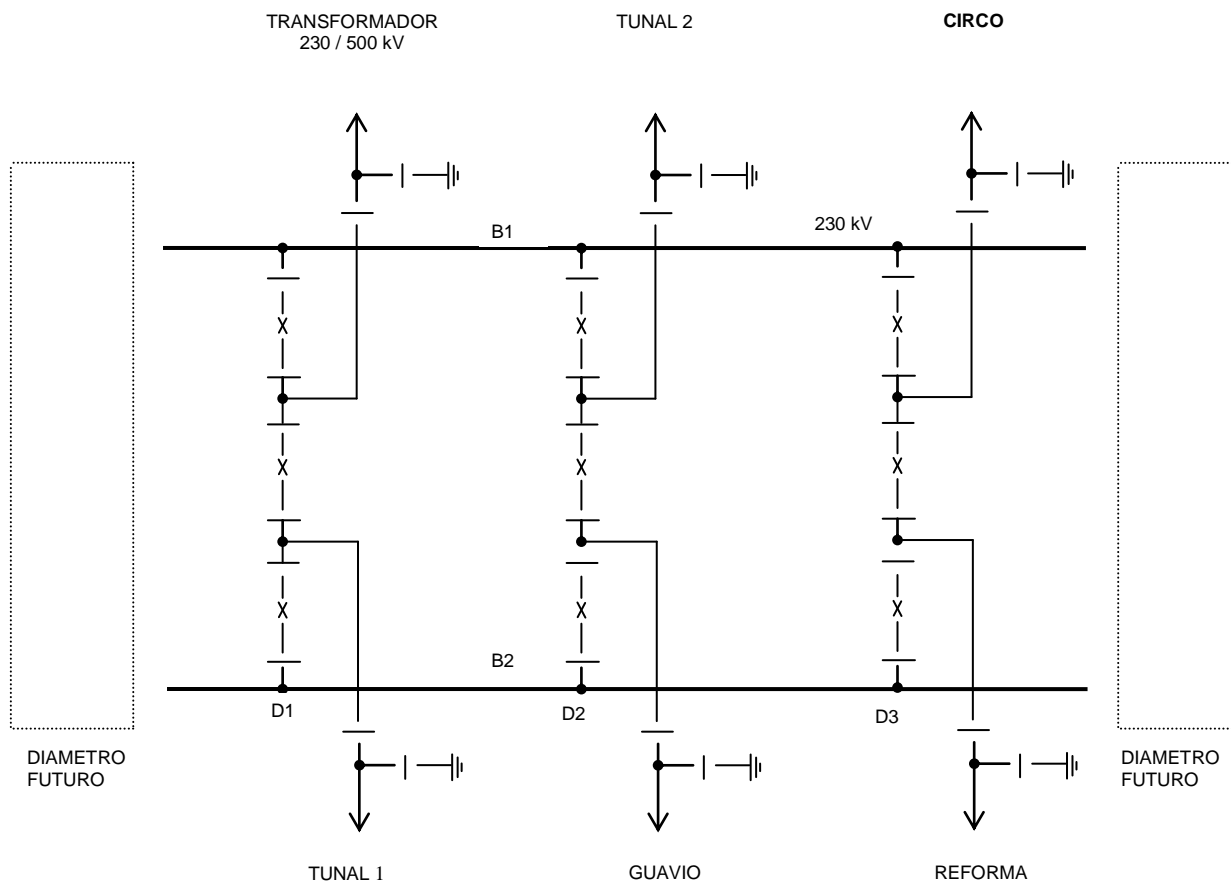 TRANSFORMADOR
230 / 500 kV
TUNAL 2
CIRCO
B1
230 kV
B2
D1
D2
D3
DIAMETRO
FUTURO
DIAMETRO
FUTURO
TUNAL 1
GUAVIO
REFORMA